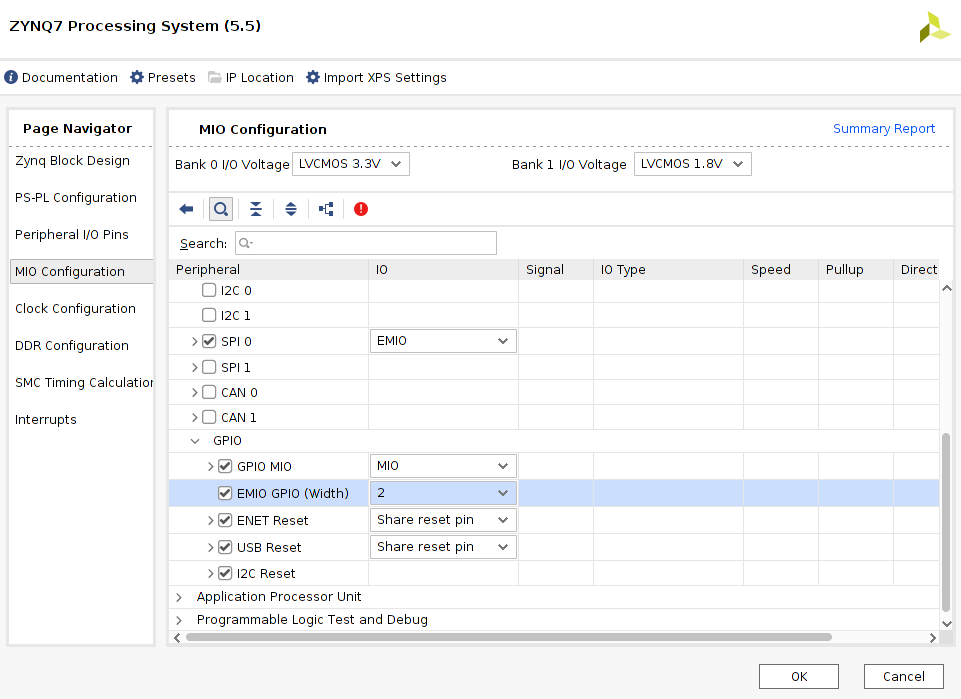 ZYNQ7 Processing System (5.5)
Documentation Presets IP Location Import XPS Settings
Page Navigator
Zynq Block Design
PS-PL Configuration
Peripheral I/O Pins
MIO Configuration
Clock Configuration
DDR Configuration
SMC Timing Calculation
Interrupts
MIO Configuration Summary Report
Bank 0 I/O Voltage LVCMOS 3.3V Bank 1 I/O Voltage LVCMOS 1.8V
Search:
Peripheral IO Signal IO Type Speed Pullup Direct
I2C 0
I2C 1
SPI 0 EMIO
SPI 1
CAN 0
CAN 1
GPIO
GPIO MIO MIO
EMIO GPIO (Width) 2
ENET Reset Share reset pin
USB Reset Share reset pin
I2C Reset
Application Processor Unit
Programmable Logic Test and Debug
OK Cancel